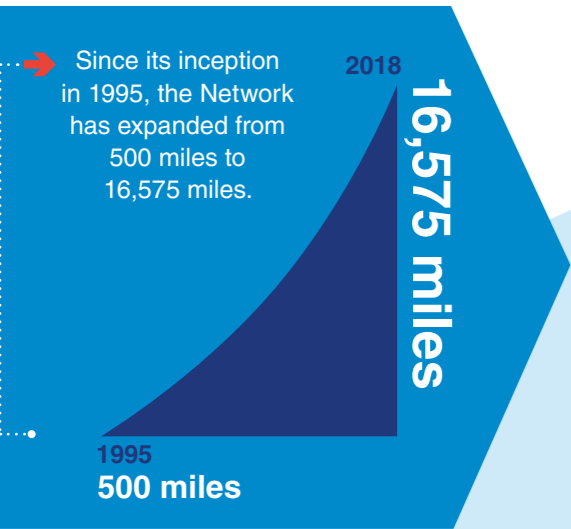 Since its inception
in 1995, the Network
has expanded from
500 miles to
16,575 miles.
2018
16,575 miles
1995
500 miles